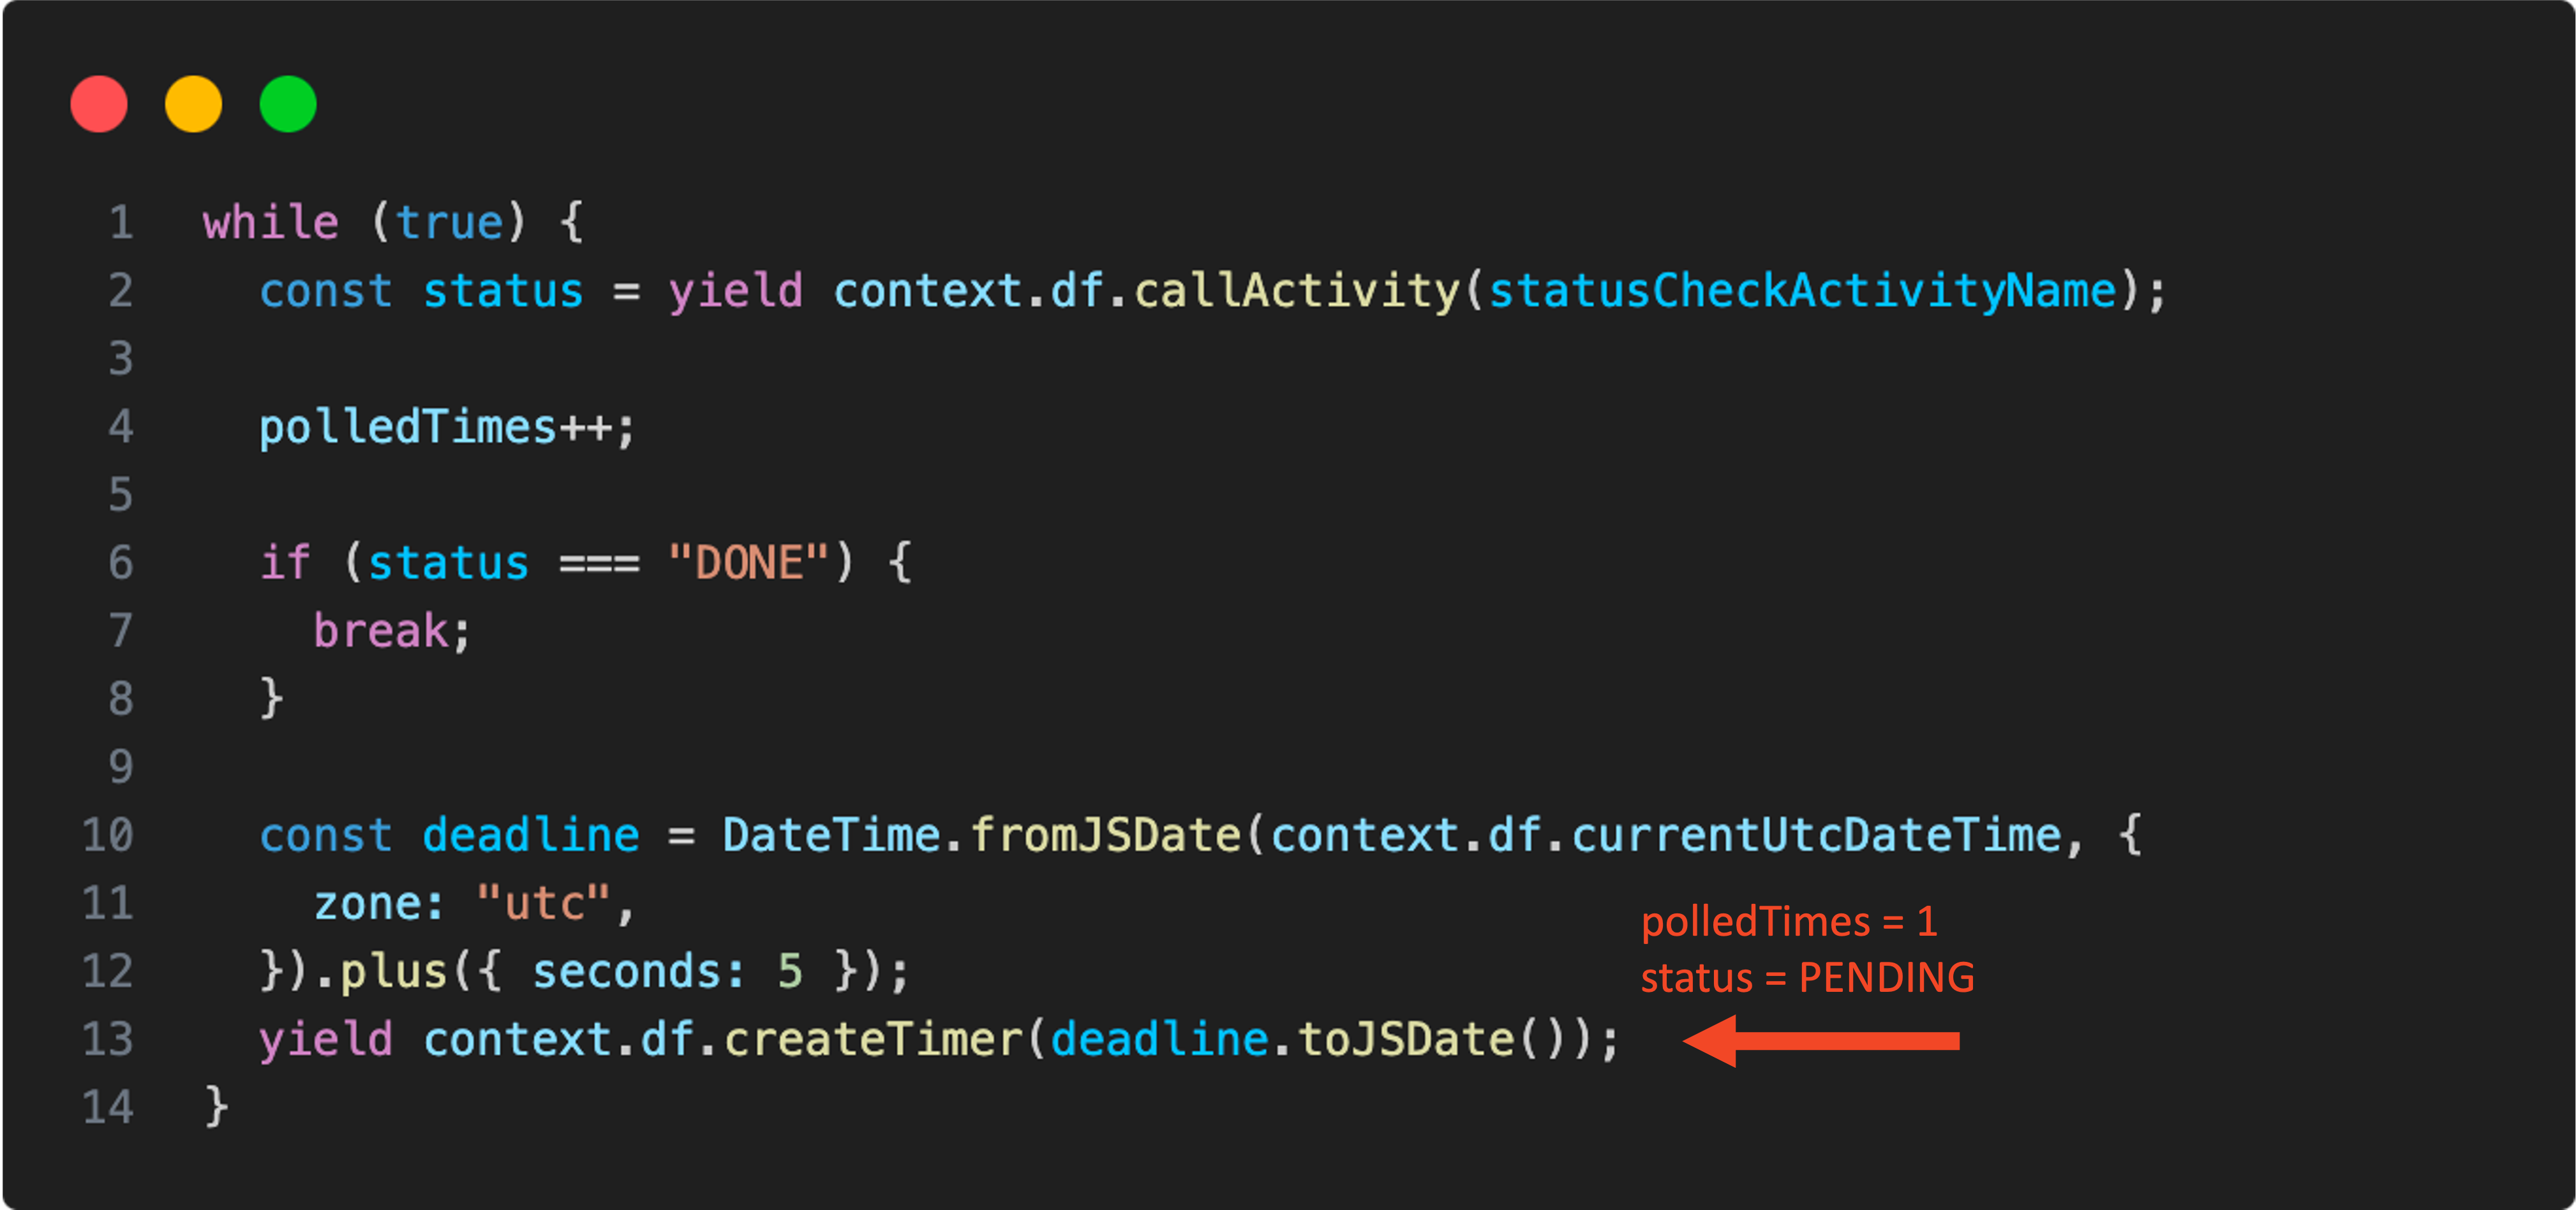 1 while (true) {
2 const status = yield context.df.callActivity(statusCheckActivityName);
3
4 polledTimes++;
5
6 if (status === "DONE") {
7 break;
8 }
9
10 const deadline = DateTime.fromJSDate(context.df.currentUtcDateTime, {
11 zone: "utc",
polledTimes = 1
12 }).plus({ seconds: 5 });
status = PENDING
13 yield context.df.createTimer(deadline.toJSDate());
14 }